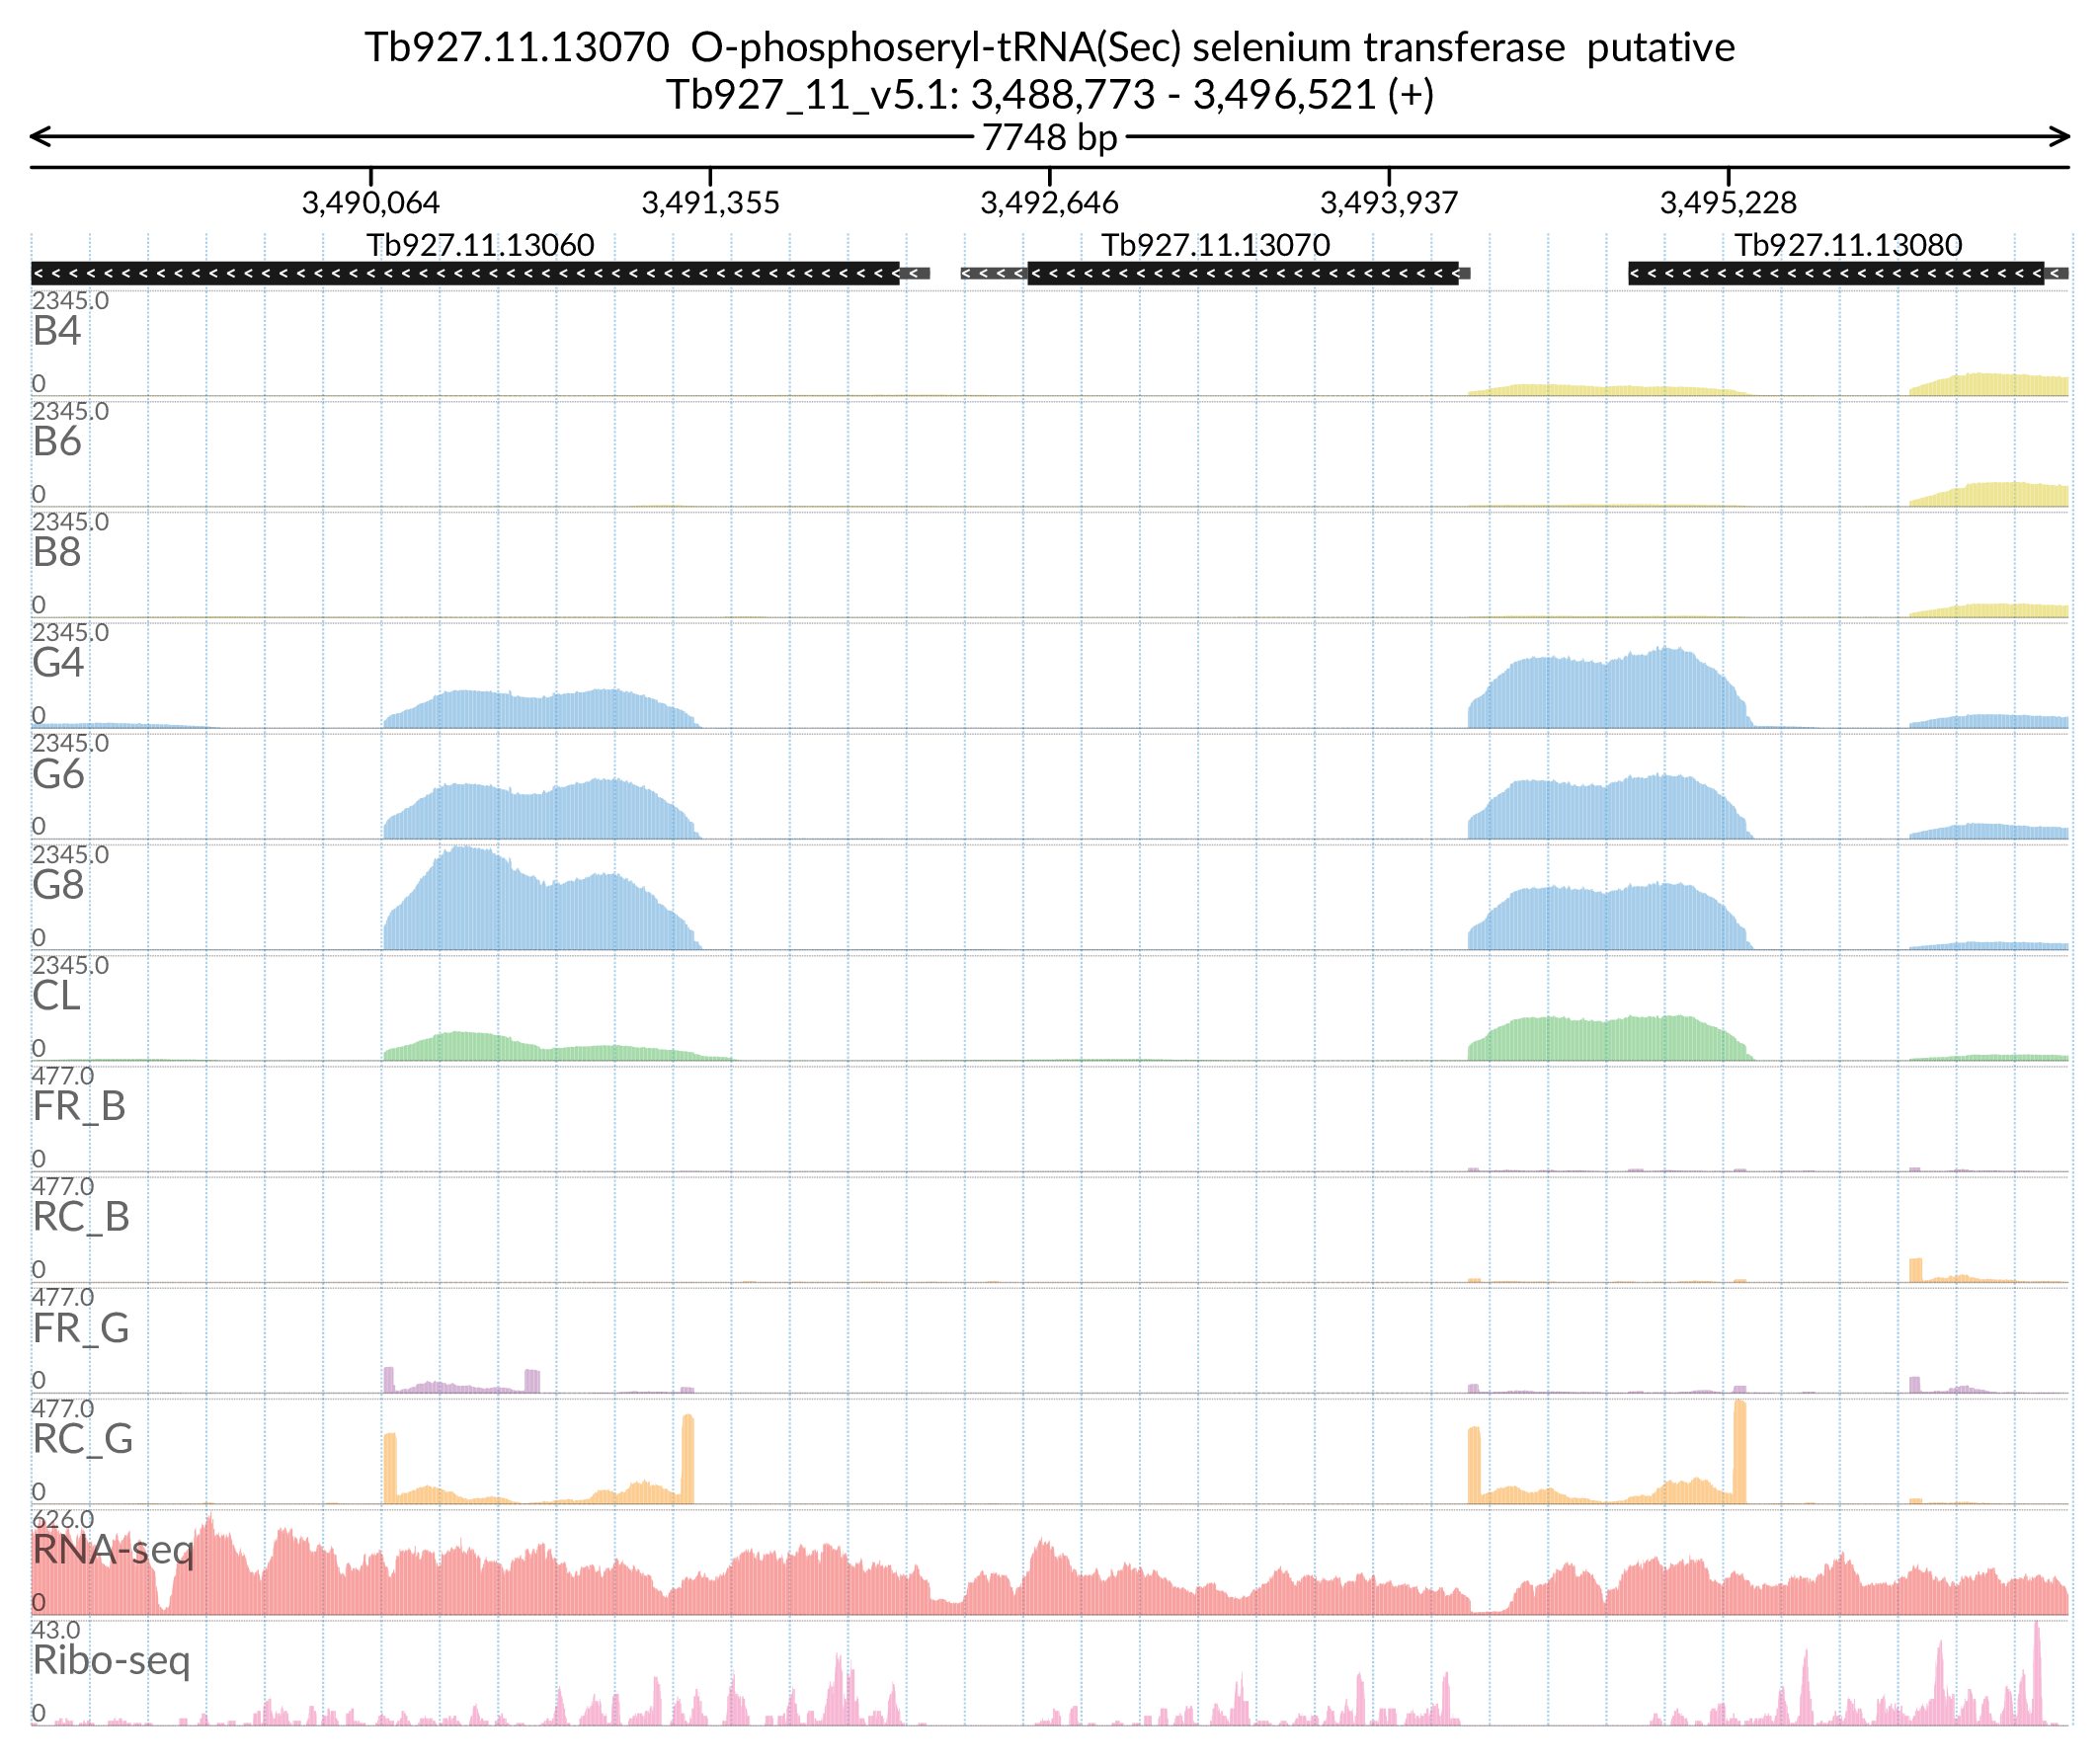 Tb927.11.13070  O-phosphoseryl-tRNA(Sec) selenium transferase  putative
Tb927_11_v5.1: 3,488,773 - 3,496,521 (+)
7748 bp
3,490,064 3,491,355 3,492,646 3,493,937 3,495,228
Tb927.11.13060 Tb927.11.13070 Tb927.11.13080
2345.0
B4
0
2345.0
B6
0
2345.0
B8
0
2345.0
G4
0
2345.0
G6
0
2345.0
G8
0
2345.0
CL
0
477.0
FR_B
0
477.0
RC_B
0
477.0
FR_G
0
477.0
RC_G
0
626.0
RNA-seq
0
43.0
Ribo-seq
0